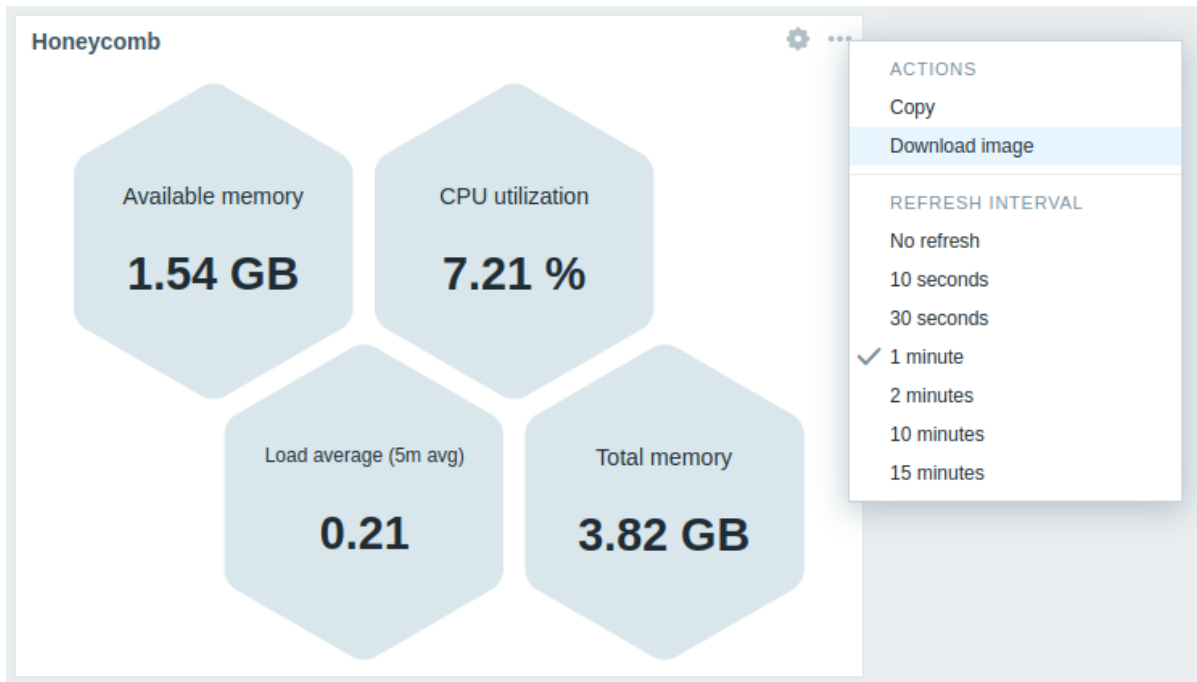 Honeycomb
Available memory
1.54 GB
CPU utilization
7.21 %
Load average (5m avg)
0.21
Total memory
3.82 GB
ACTIONS
Copy
Download image
REFRESH INTERVAL
No refresh
10 seconds
30 seconds
1 minute
2 minutes
10 minutes
15 minutes